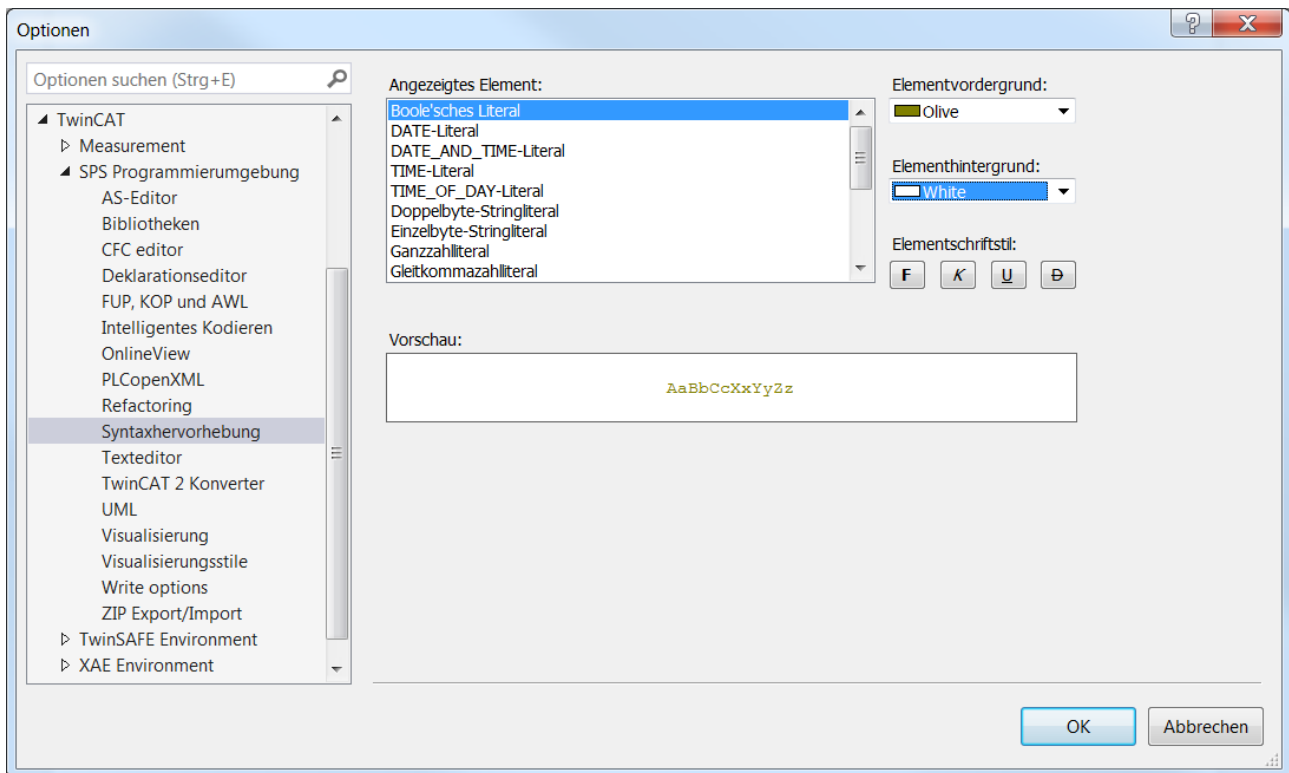 Optionen
Optionen suchen (Strg+E)
TwinCAT
Measurement
SPS Programmierumgebung
AS-Editor
Bibliotheken
CFC editor
Deklarationseditor
FUP, KOP und AWL
Intelligentes Kodieren
OnlineView
PLCopenXML
Refactoring
Syntaxhervorhebung
Texteditor
TwinCAT 2 Konverter
UML
Visualisierung
Visualisierungsstile
Write options
ZIP Export/Import
TwinSAFE Environment
XAE Environment
Angezeigtes Element:
Boole'sches Literal
DATE-Literal
DATE_AND_TIME-Literal
TIME-Literal
TIME_OF_DAY-Literal
Doppelbyte-Stringliteral
Einzelbyte-Stringliteral
Ganzzahlliteral
Gleitkommazahlliteral
Elementvordergrund:
Olive
Elementhintergrund:
White
Elementschriftstil:
F K U D
Vorschau:
AaBbCcXxYyZz
OK Abbrechen